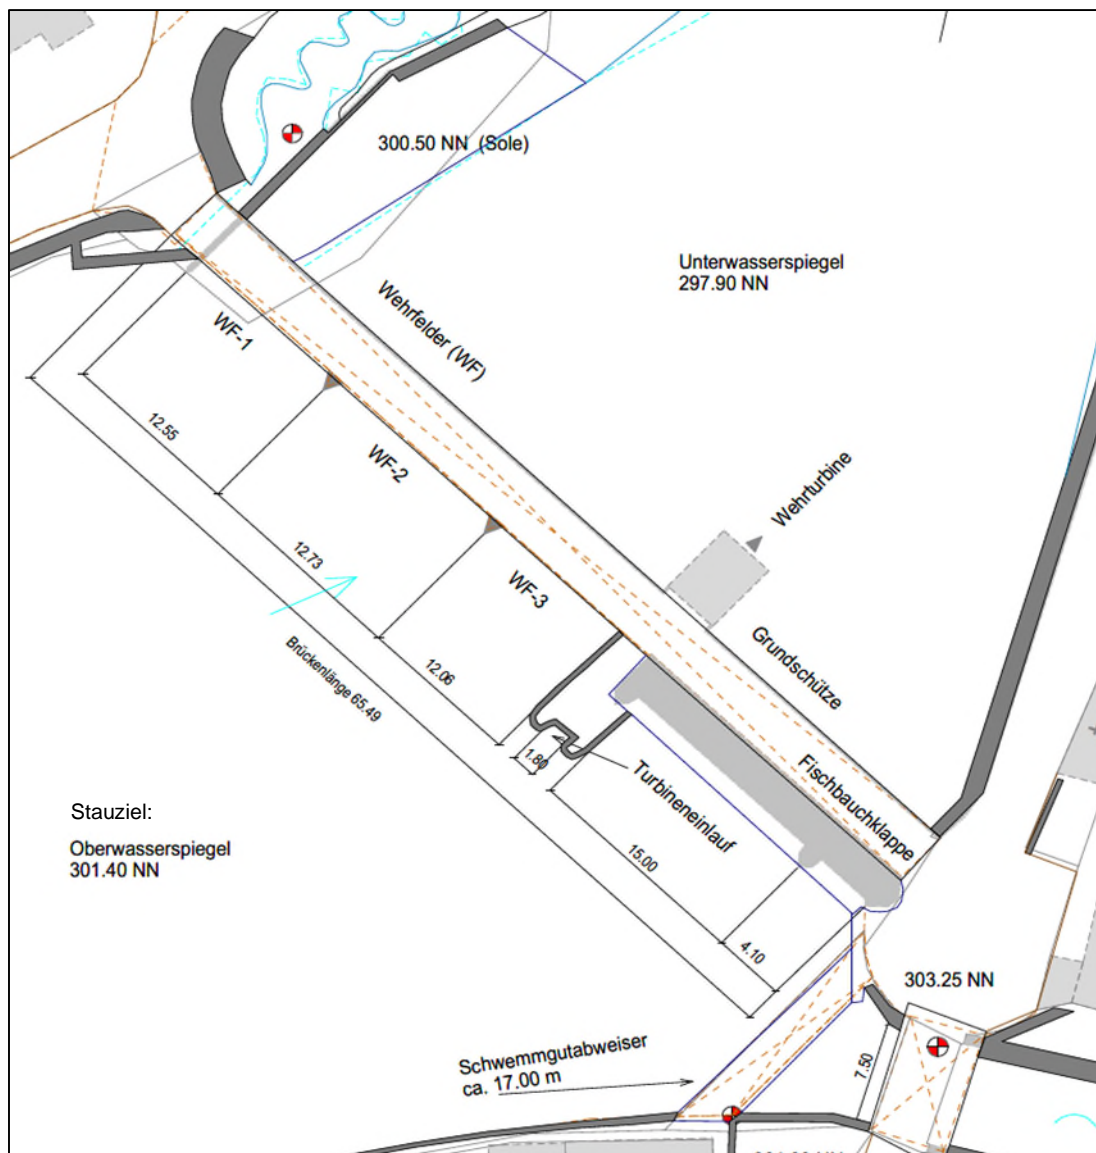 300.50 NN (Sole)
Unterwasserspiegel
297.90 NN
Wehrfelder (WF)
WF-1
12.55
WF-2
12.73
WF-3
Wehrturbine
Brückenlänge 65.49
12.06
Grundschütze
1.80
Turbineneinlauf
Fischbauchklappe
Stauziel:
Oberwasserspiegel
301.40 NN
15.00
4.10
303.25 NN
Schwemmgutabweiser
ca. 17.00 m
7.50